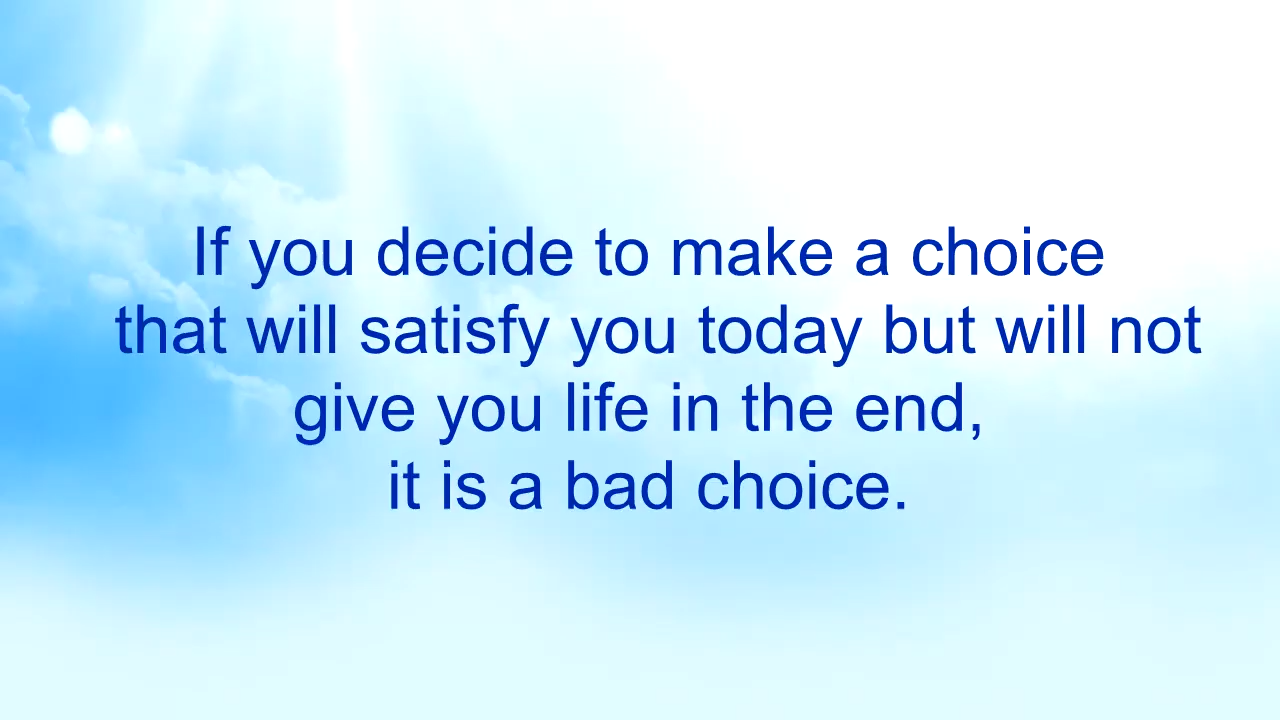 If you decide to make a choice
that will satisfy you today but will not
give you life in the end,
it is a bad choice.